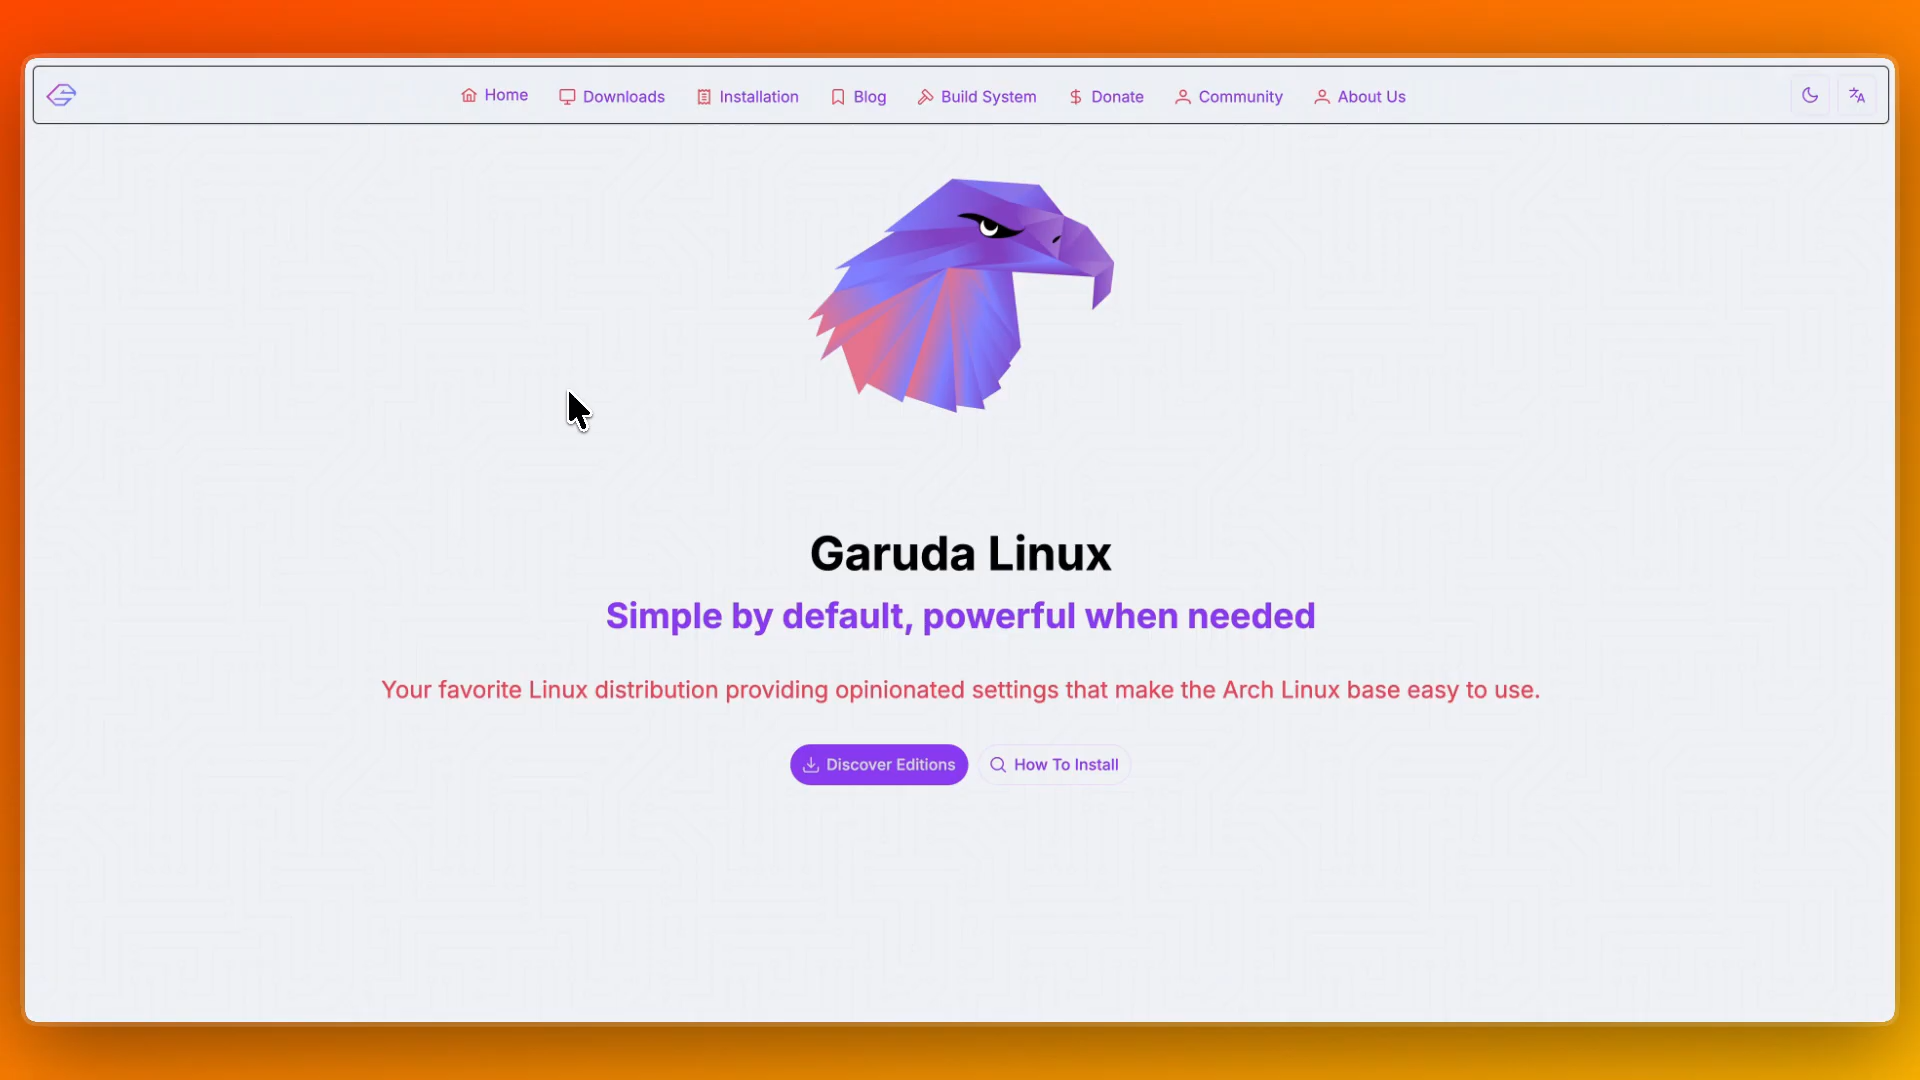 Home Downloads Installation Blog Build System Donate Community About Us
Garuda Linux
Simple by default, powerful when needed
Your favorite Linux distribution providing opinionated settings that make the Arch Linux base easy to use.
Discover Editions How To Install